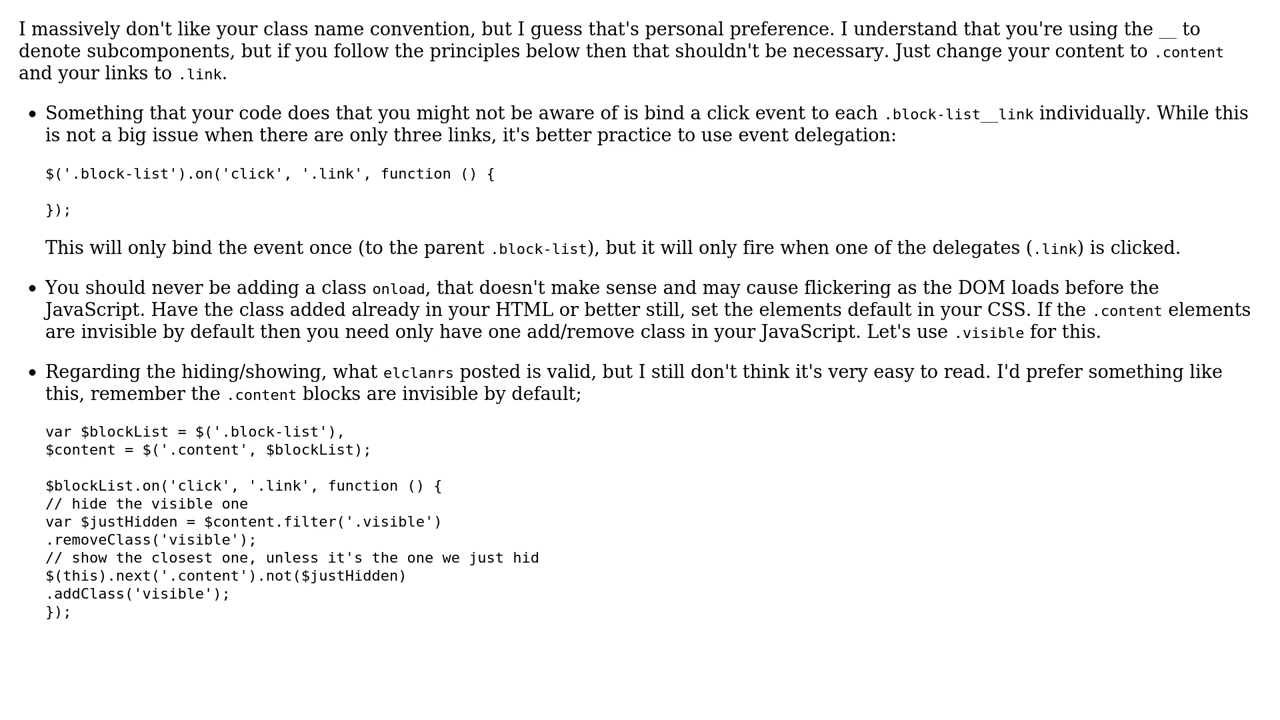 I massively don't like your class name convention, but I guess that's personal preference. I understand that you're using the __ to
denote subcomponents, but if you follow the principles below then that shouldn't be necessary. Just change your content to .content
and your links to .link.
• Something that your code does that you might not be aware of is bind a click event to each .block-list__link individually. While this
is not a big issue when there are only three links, it's better practice to use event delegation:
$('.block-list').on('click', '.link', function () {
});
This will only bind the event once (to the parent .block-list), but it will only fire when one of the delegates (.link) is clicked.
• You should never be adding a class onload, that doesn't make sense and may cause flickering as the DOM loads before the
JavaScript. Have the class added already in your HTML or better still, set the elements default in your CSS. If the .content elements
are invisible by default then you need only have one add/remove class in your JavaScript. Let's use .visible for this.
• Regarding the hiding/showing, what elclanrs posted is valid, but I still don't think it's very easy to read. I'd prefer something like
this, remember the .content blocks are invisible by default;
var $blockList = $('.block-list'),
$content = $('.content', $blockList);
$blockList.on('click', '.link', function () {
// hide the visible one
var $justHidden = $content.filter('.visible')
.removeClass('visible');
// show the closest one, unless it's the one we just hid
$(this).next('.content').not($justHidden)
.addClass('visible');
});